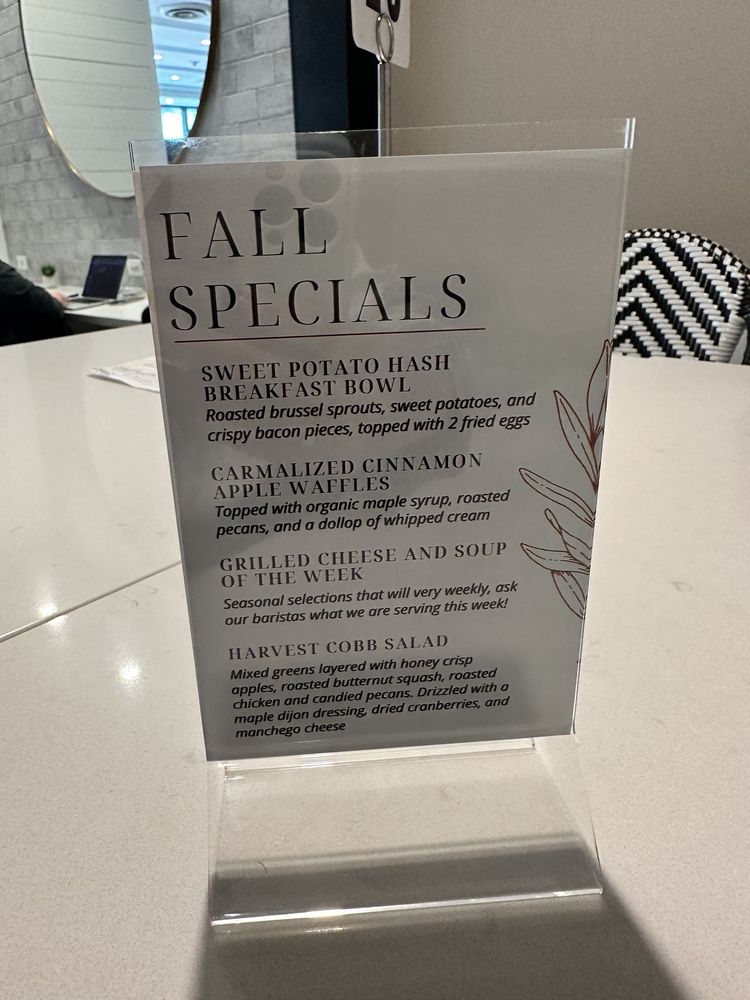 FALL
SPECIALS
SWEET POTATO HASH
BREAKFAST BOWL
Roasted brussel sprouts, sweet potatoes, and
crispy bacon pieces, topped with 2 fried eggs
CARMALIZED CINNAMON
APPLE WAFFLES
Topped with organic maple syrup, roasted
pecans, and a dollop of whipped cream
GRILLED CHEESE AND SOUP
OF THE WEEK
Seasonal selections that will very weekly, ask
our baristas what we are serving this week!
HARVEST COBB SALAD
Mixed greens layered with honey crisp
apples, roasted butternut squash, roasted
chicken and candied pecans. Drizzled with a
maple dijon dressing, dried cranberries, and
manchego cheese